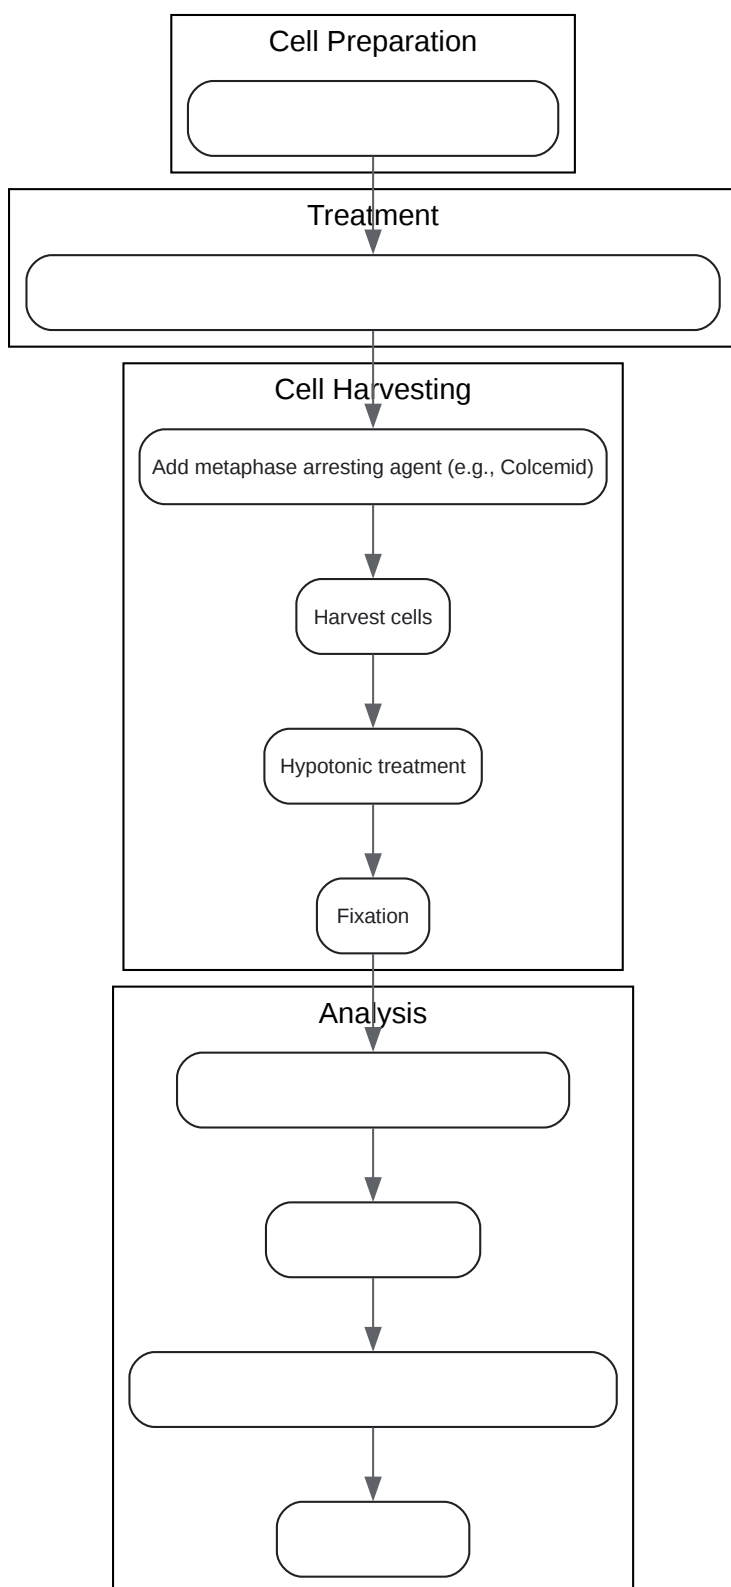 Cell Preparation
Treatment
Cell Harvesting
Add metaphase arresting agent (e.g., Colcemid)
Harvest cells
Hypotonic treatment
Fixation
Analysis